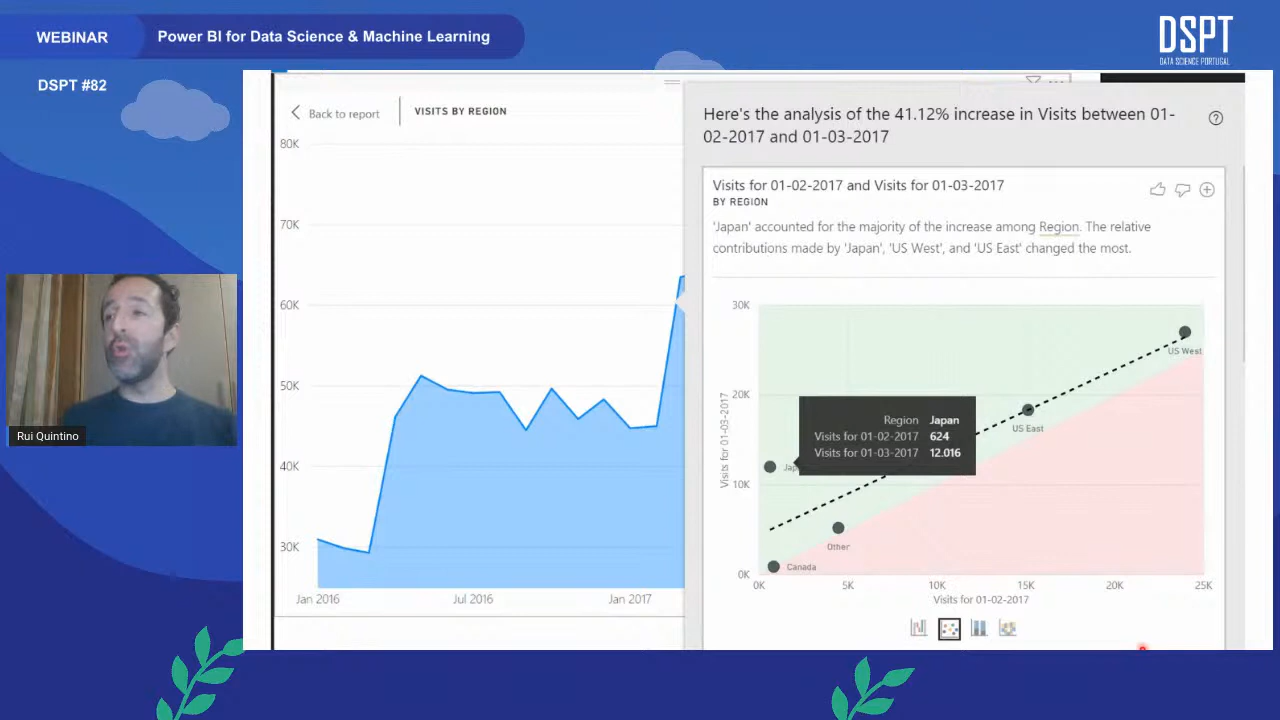 WEBINAR
Power BI for Data Science & Machine Learning
DSPT
DATA SCIENCE PORTUGAL
DSPT #82
Back to report
VISITS BY REGION
80K
70K
60K
50K
40K
30K
Jan 2016
Jul 2016
Jan 2017
Here's the analysis of the 41.12% increase in Visits between 01-
02-2017 and 01-03-2017
?
Visits for 01-02-2017 and Visits for 01-03-2017
BY REGION
'Japan' accounted for the majority of the increase among Region. The relative
contributions made by 'Japan', 'US West', and 'US East' changed the most.
30K
20K
10K
0K
Visits for 01-03-2017
US West
US East
Region Japan
Visits for 01-02-2017 624
Visits for 01-03-2017 12.016
Other
Canada
0K
5K
10K
15K
20K
25K
Visits for 01-02-2017
Rui Quintino